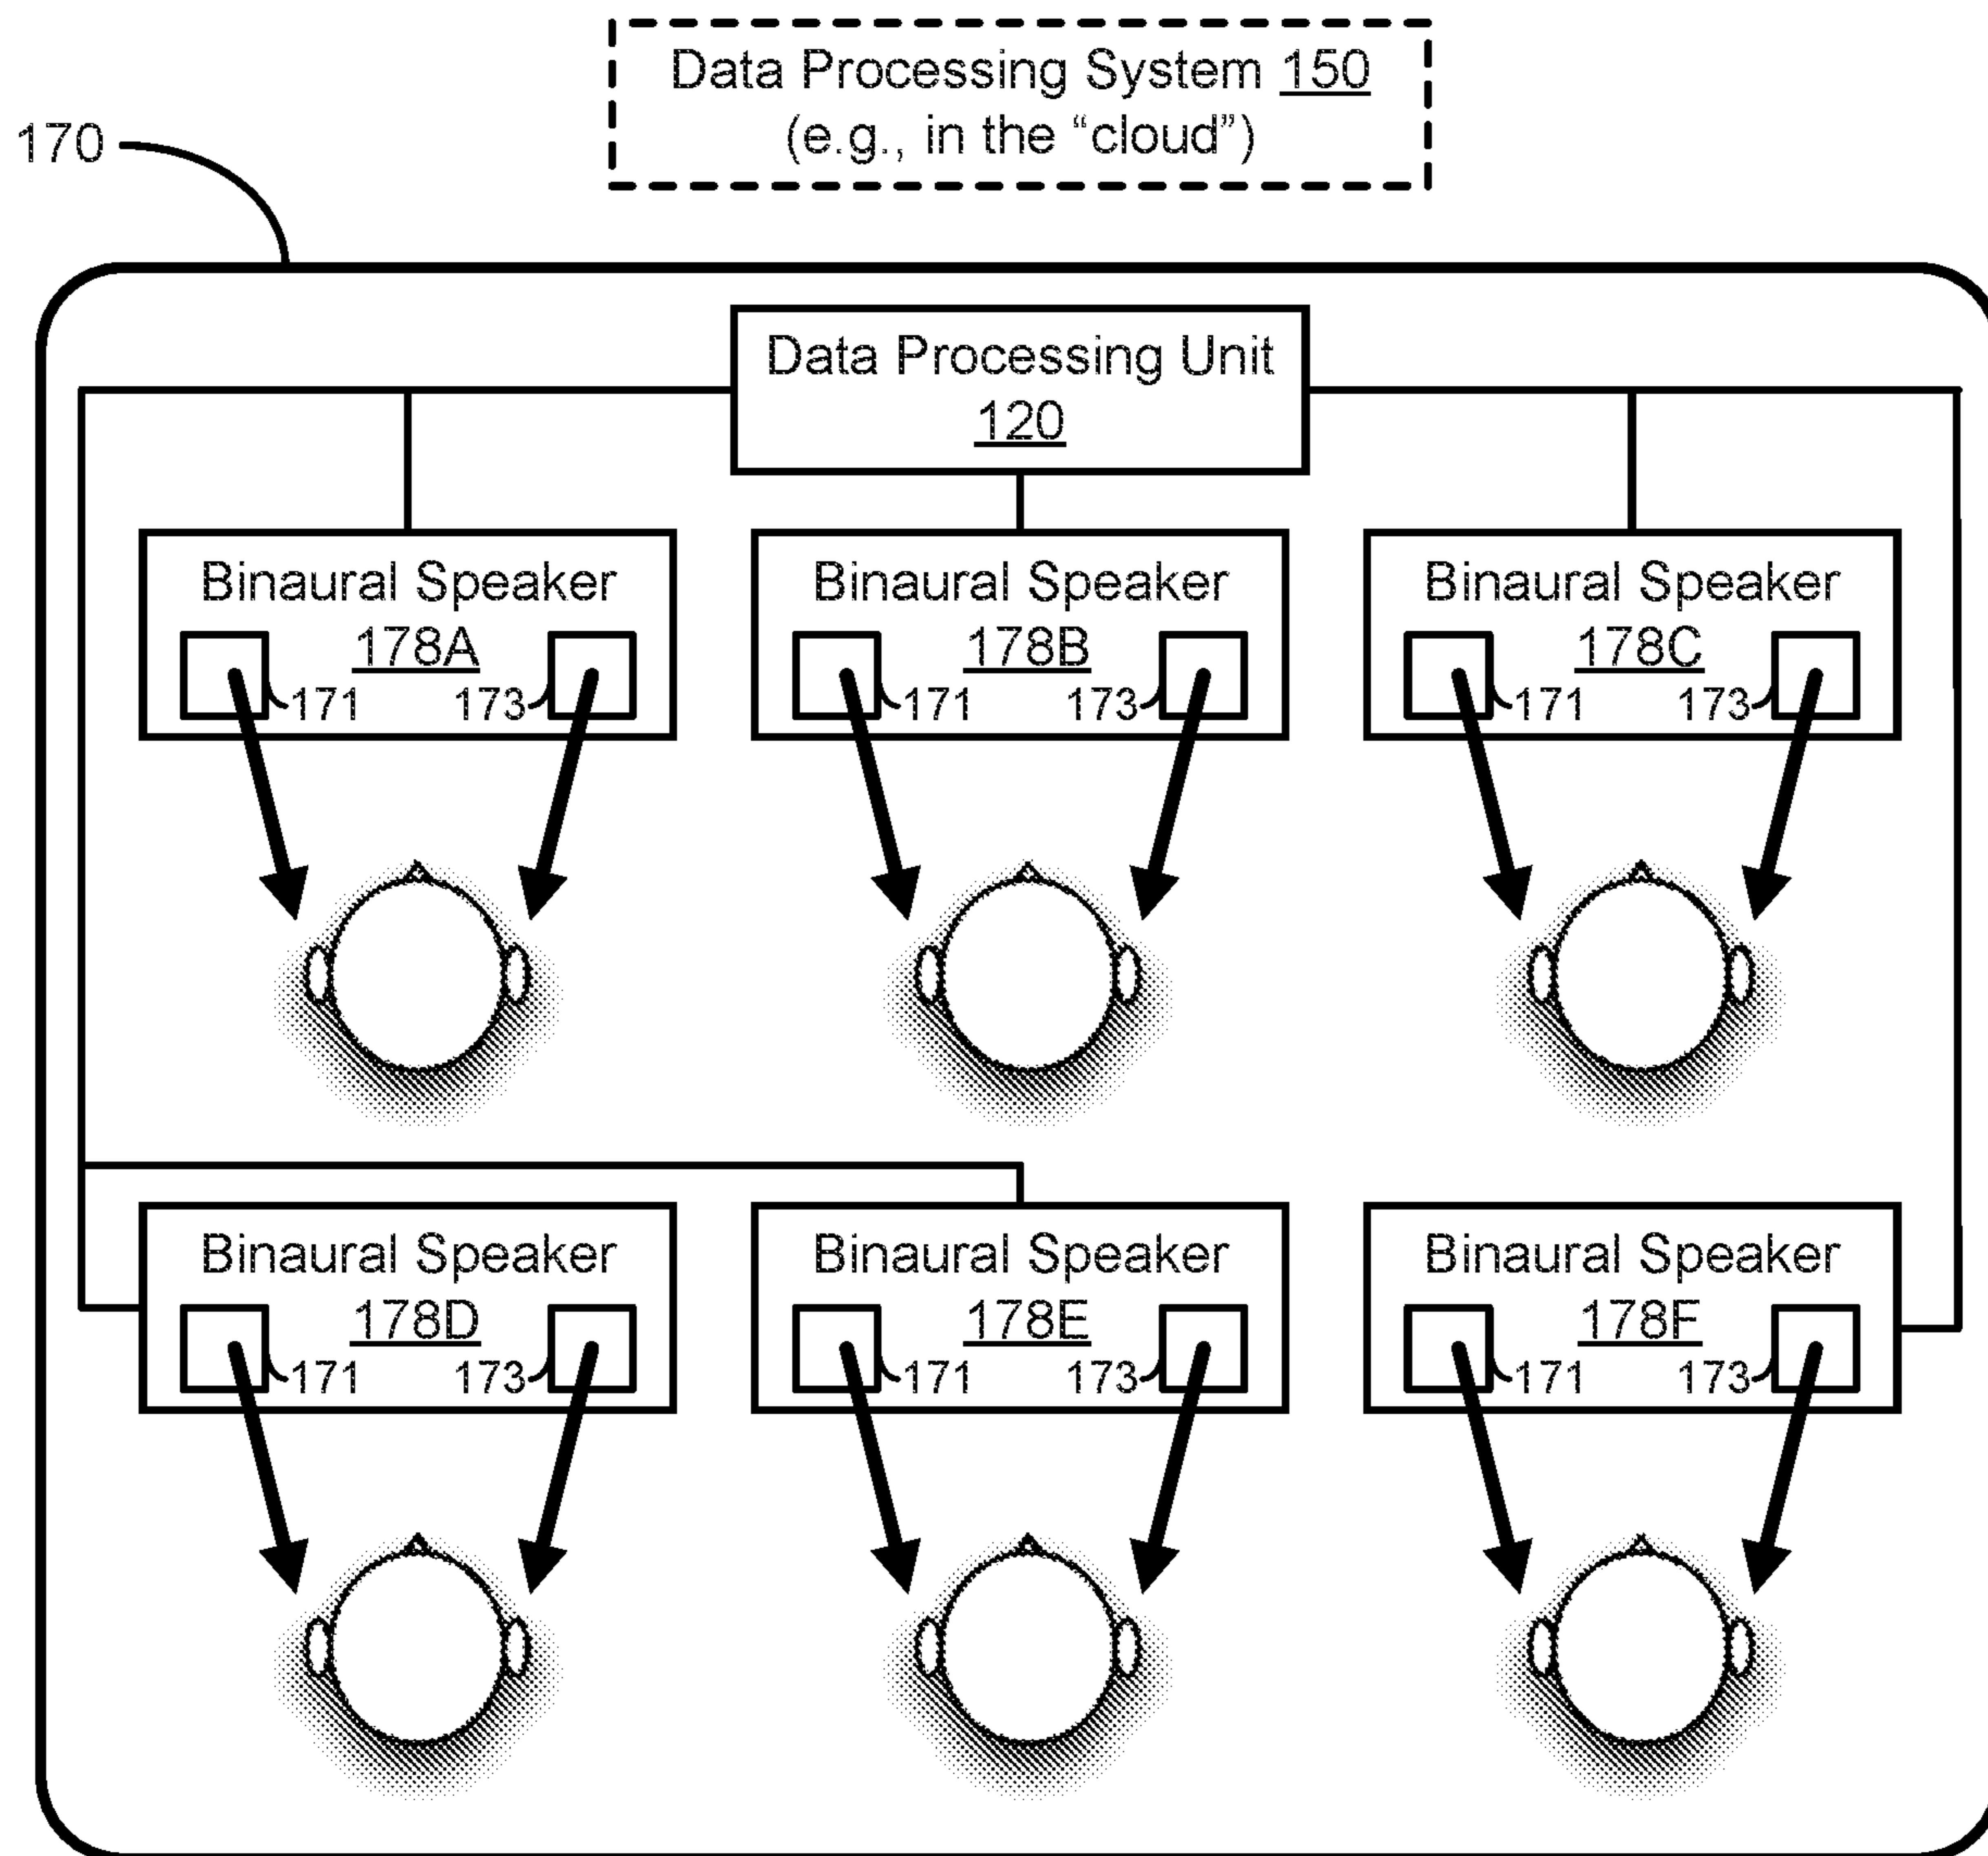 Data Processing System 150
(e.g., in the “cloud”)
170
Data Processing Unit
120
Binaural Speaker
178A
171 173
Binaural Speaker
178B
171 173
Binaural Speaker
178C
171 173
Binaural Speaker
178D
171 173
Binaural Speaker
178E
171 173
Binaural Speaker
178F
171 173